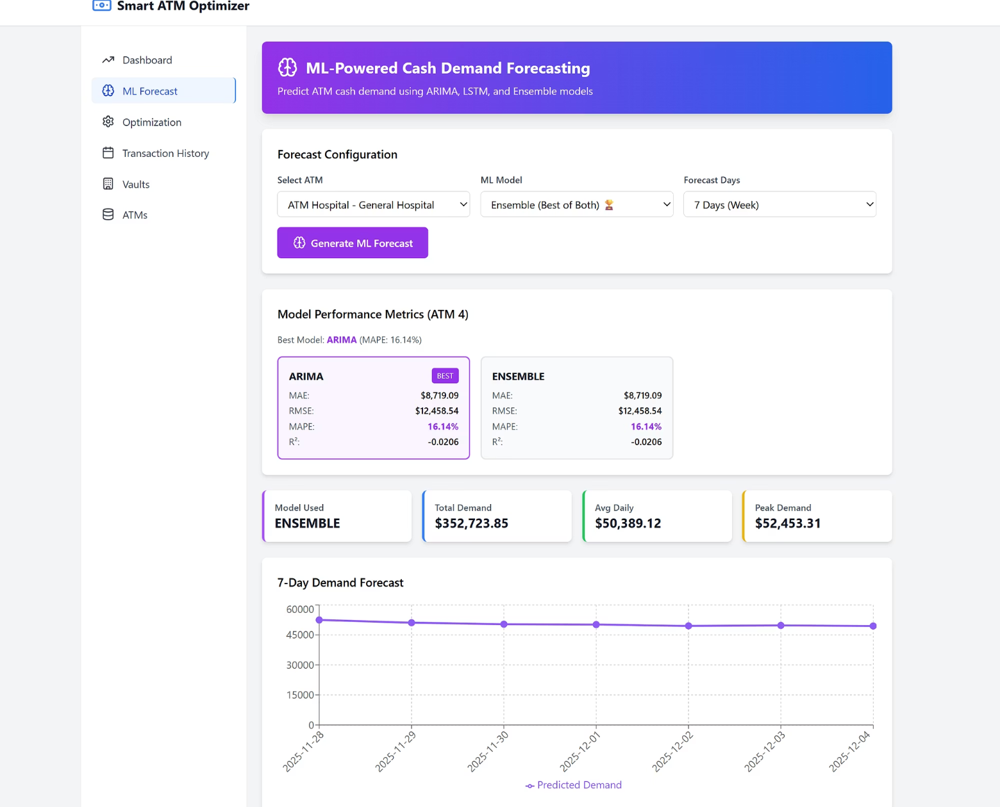 Smart ATM Optimizer
Dashboard
ML Forecast
Optimization
Transaction History
Vaults
ATMs
ML-Powered Cash Demand Forecasting
Predict ATM cash demand using ARIMA, LSTM, and Ensemble models
Forecast Configuration
Select ATM
ATM Hospital - General Hospital
ML Model
Ensemble (Best of Both) 🏆
Forecast Days
7 Days (Week)
Generate ML Forecast
Model Performance Metrics (ATM 4)
Best Model: ARIMA (MAPE: 16.14%)
ARIMA BEST
MAE: $8,719.09
RMSE: $12,458.54
MAPE: 16.14%
R²: -0.0206
ENSEMBLE
MAE: $8,719.09
RMSE: $12,458.54
MAPE: 16.14%
R²: -0.0206
Model Used
ENSEMBLE
Total Demand
$352,723.85
Avg Daily
$50,389.12
Peak Demand
$52,453.31
7-Day Demand Forecast
60000
45000
30000
15000
0
2025-11-28
2025-11-29
2025-11-30
2025-12-01
2025-12-02
2025-12-03
2025-12-04
Predicted Demand